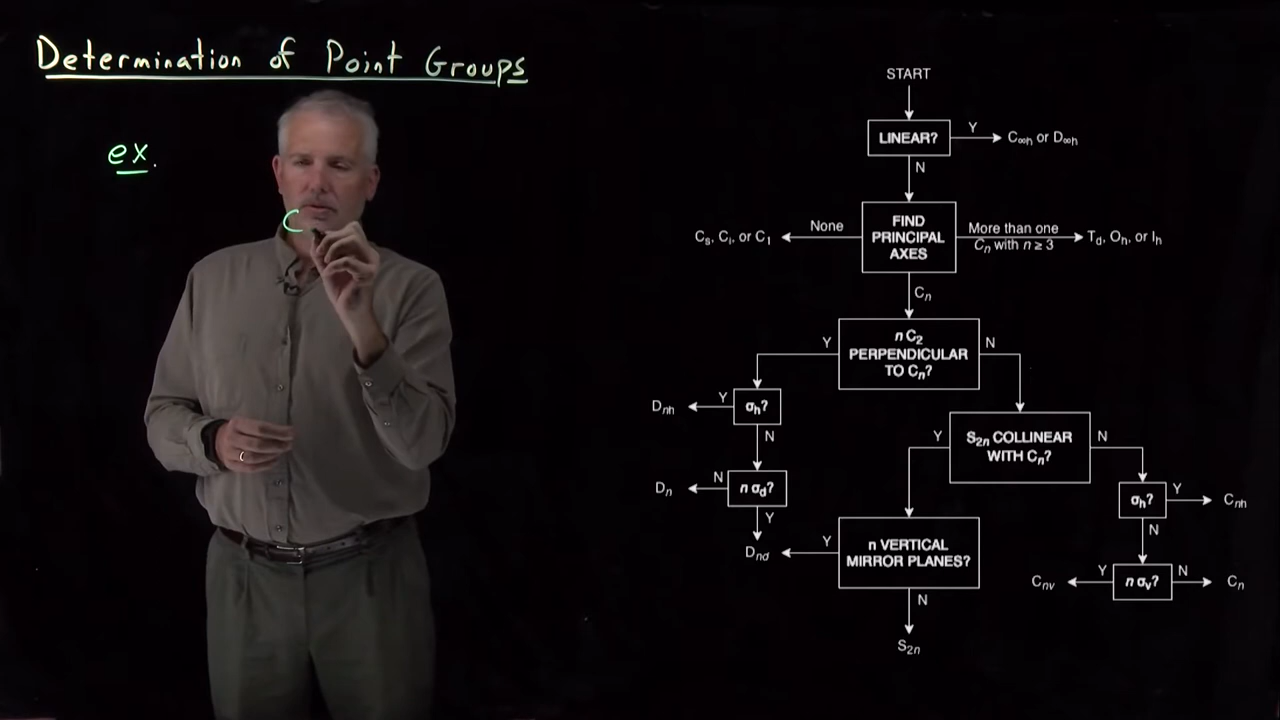 Determination of Point Groups
ex.
C
START
LINEAR?
Y
C∞h or D∞h
N
FIND
PRINCIPAL
AXES
None
Cs, Ci, or C1
More than one
Cn with n ≥ 3
Td, Oh, or Ih
Cn
n C2
PERPENDICULAR
TO Cn?
Y
N
σh?
Y
Dnh
N
n σd?
N
Dn
Y
Dnd
S2n COLLINEAR
WITH Cn?
Y
N
n VERTICAL
MIRROR PLANES?
Y
N
S2n
σh?
Y
Cnh
N
n σv?
Y
Cnv
N
Cn